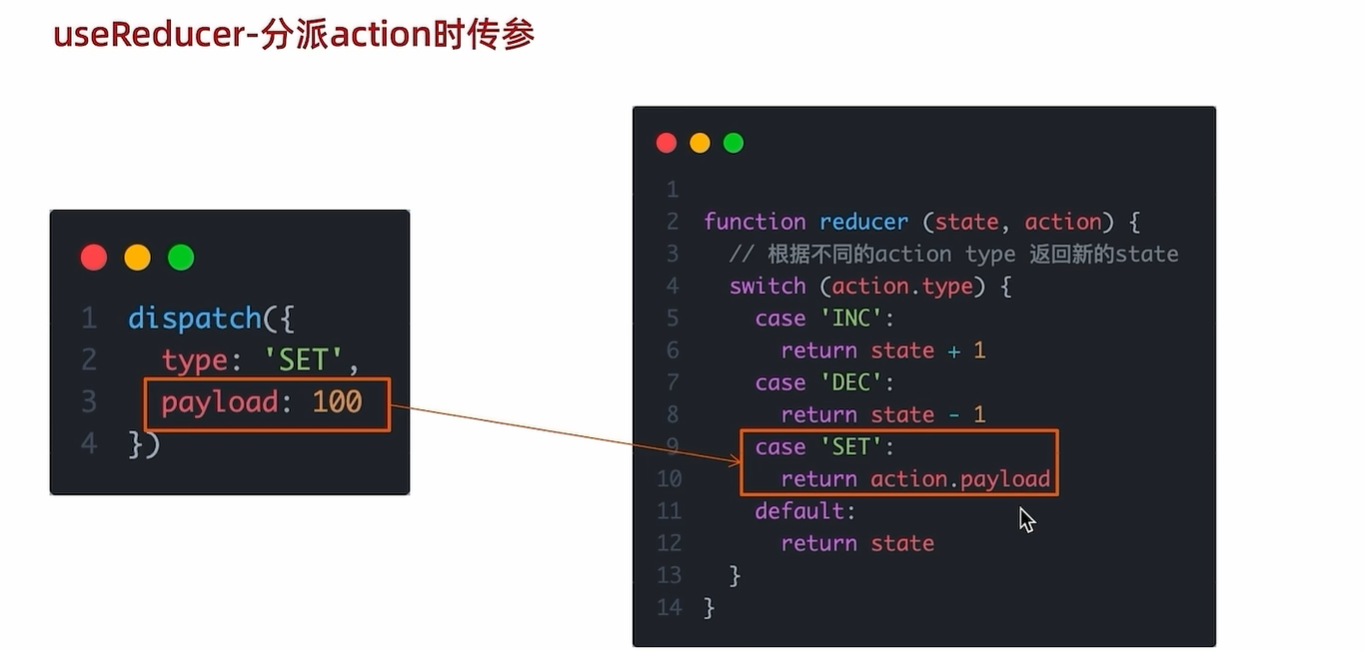 useReducer-分派action时传参
1 dispatch({
2 type: 'SET',
3 payload: 100
4 })
1
2 function reducer (state, action) {
3 // 根据不同的action type 返回新的state
4 switch (action.type) {
5 case 'INC':
6 return state + 1
7 case 'DEC':
8 return state - 1
9 case 'SET':
10 return action.payload
11 default:
12 return state
13 }
14 }